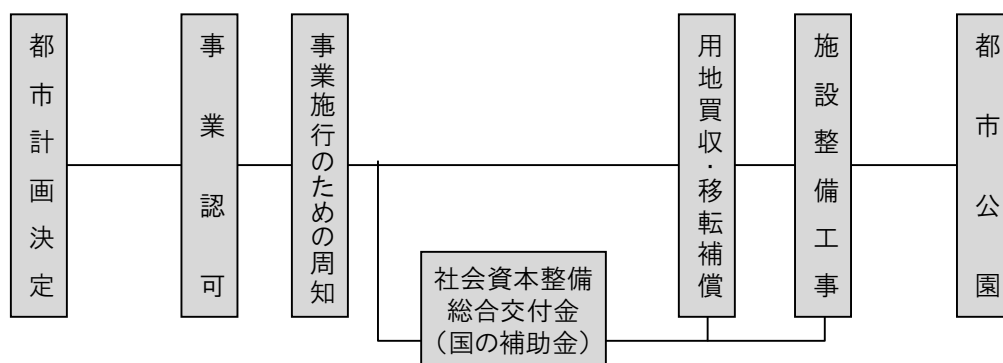 都市計画決定
事業認可
事業施行のための周知
社会資本整備
総合交付金
（国の補助金）
用地買収・移転補償
施設整備工事
都市公園